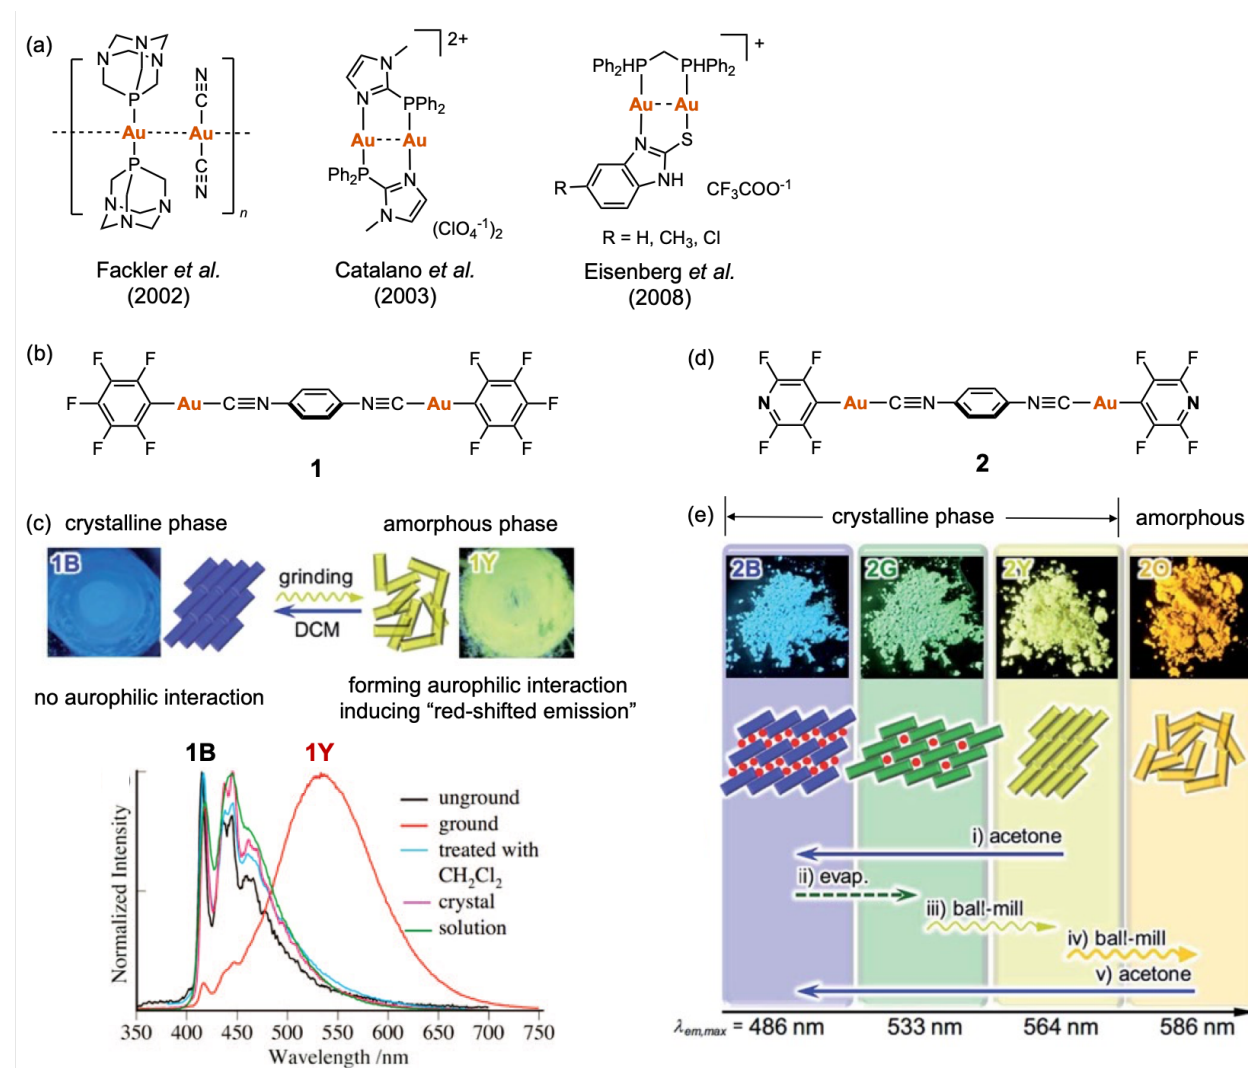 (a)
N
N
N
P
Au
P
N
N
N
n
N
C
Au
C
N
2+
N
N
PPh2
Au
Au
Ph2P
N
N
(ClO4-1)2
+
Ph2HP
PHPh2
Au
Au
N
S
NH
R
CF3COO-1
R = H, CH3, Cl
Fackler et al.
(2002)
Catalano et al.
(2003)
Eisenberg et al.
(2008)
(b)
F
F
F
F
F
Au
C≡N
N≡C
Au
F
F
F
F
F
1
(d)
F
F
N
F
F
Au
C≡N
N≡C
Au
F
F
N
F
F
2
(c)
crystalline phase
amorphous phase
1B
grinding
DCM
1Y
no aurophilic interaction
forming aurophilic interaction
inducing “red-shifted emission”
1B
1Y
Normalized Intensity
unground
ground
treated with
CH2Cl2
crystal
solution
350 400 450 500 550 600 650 700 750
Wavelength /nm
(e)
crystalline phase
amorphous
2B
2G
2Y
2O
i) acetone
ii) evap.
iii) ball-mill
iv) ball-mill
v) acetone
λem,max = 486 nm 533 nm 564 nm 586 nm